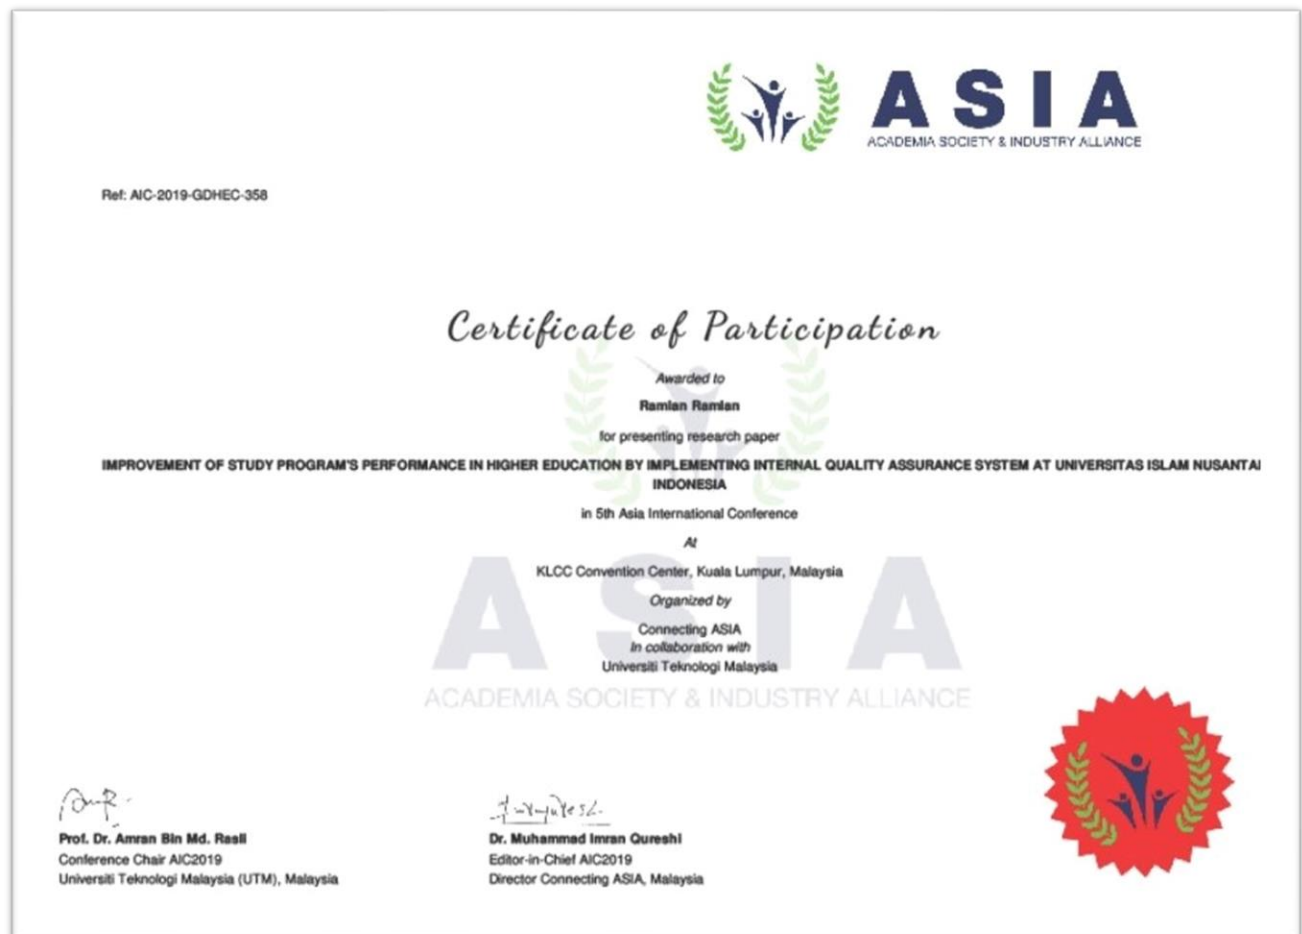 ASIA
ACADEMIA SOCIETY & INDUSTRY ALLIANCE
Ref: AIC-2019-GDHEC-358
Certificate of Participation
Awarded to
Ramlan Ramlan
for presenting research paper
IMPROVEMENT OF STUDY PROGRAM'S PERFORMANCE IN HIGHER EDUCATION BY IMPLEMENTING INTERNAL QUALITY ASSURANCE SYSTEM AT UNIVERSITAS ISLAM NUSANTAI
INDONESIA
in 5th Asia International Conference
At
KLCC Convention Center, Kuala Lumpur, Malaysia
Organized by
Connecting ASIA
In collaboration with
Universiti Teknologi Malaysia
ASIA
ACADEMIA SOCIETY & INDUSTRY ALLIANCE
Prof. Dr. Amran Bin Md. Rasli
Conference Chair AIC2019
Universiti Teknologi Malaysia (UTM), Malaysia
Dr. Muhammad Imran Qureshi
Editor-in-Chief AIC2019
Director Connecting ASIA, Malaysia